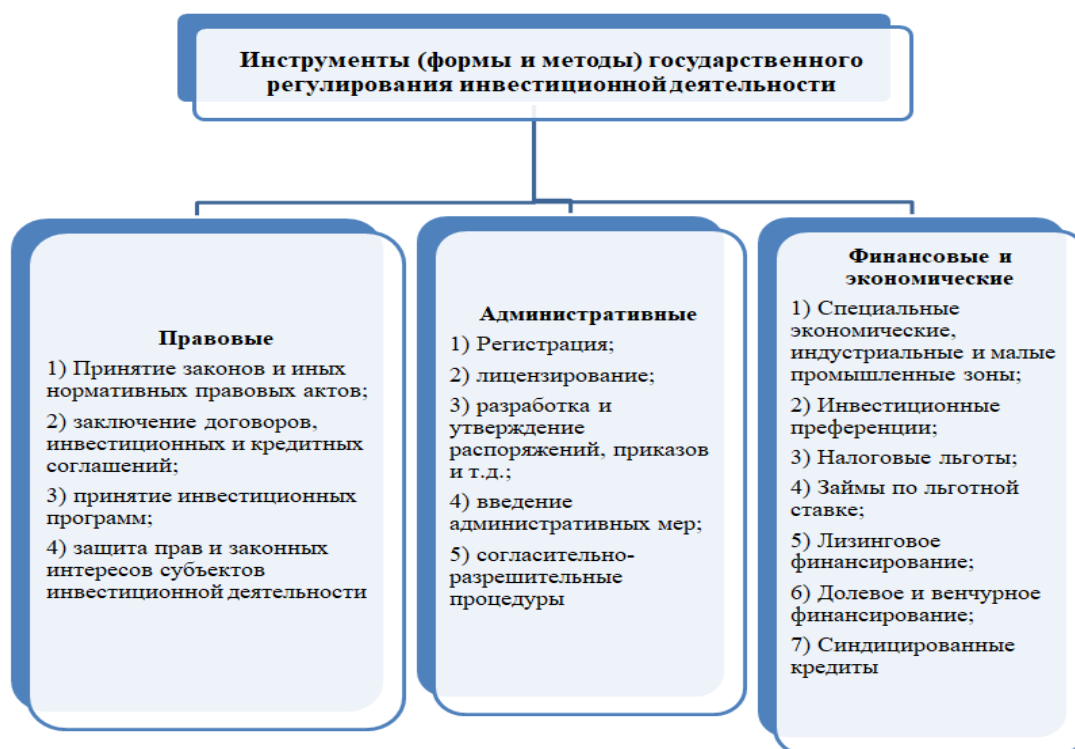 Инструменты (формы и методы) государственного
регулирования инвестиционной деятельности
Правовые
1) Принятие законов и иных
нормативных правовых актов;
2) заключение договоров,
инвестиционных и кредитных
соглашений;
3) принятие инвестиционных
программ;
4) защита прав и законных
интересов субъектов
инвестиционной деятельности
Административные
1) Регистрация;
2) лицензирование;
3) разработка и
утверждение
распоряжений, приказов
и т.д.;
4) введение
административных мер;
5) согласительно-
разрешительные
процедуры
Финансовые и
экономические
1) Специальные
экономические,
индустриальные и малые
промышленные зоны;
2) Инвестиционные
преференции;
3) Налоговые льготы;
4) Займы по льготной
ставке;
5) Лизинговое
финансирование;
6) Долевое и венчурное
финансирование;
7) Синдицированные
кредиты